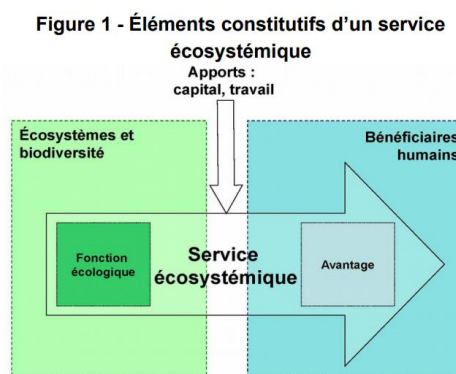 Figure 1 - Éléments constitutifs d'un service
écosystémique
Apports :
capital, travail
Écosystèmes et
biodiversité
Bénéficiaires
humains
Fonction
écologique
Service
écosystémique
Avantage